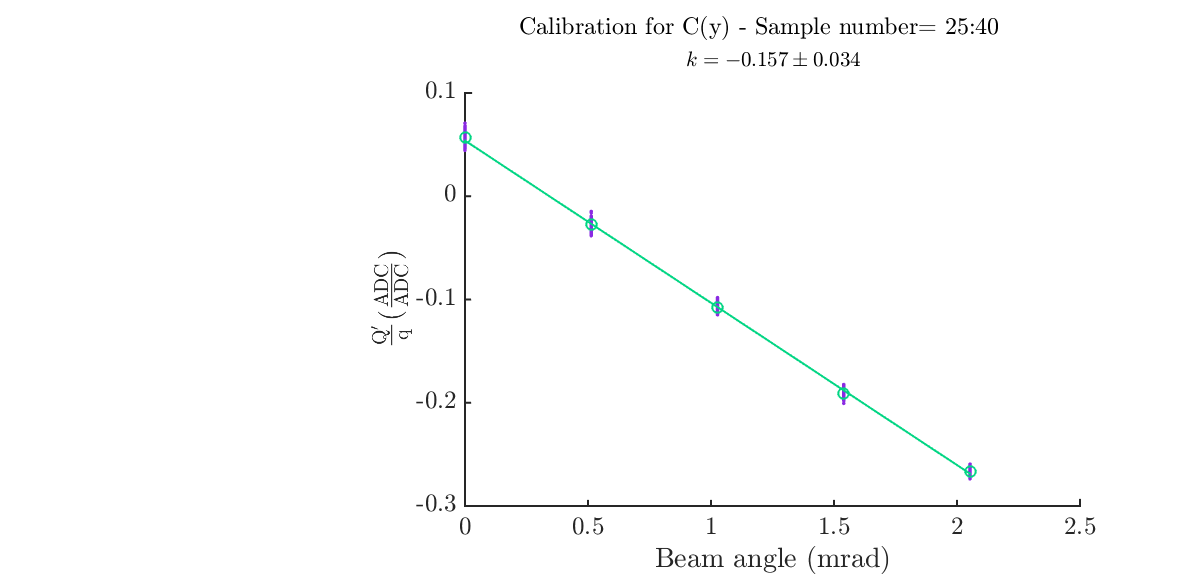 Calibration for C(y) - Sample number= 25:40
k = −0.157 ± 0.034
0.1
0
-0.1
-0.2
-0.3
Q′/q (ADC/ADC)
0 0.5 1 1.5 2 2.5
Beam angle (mrad)